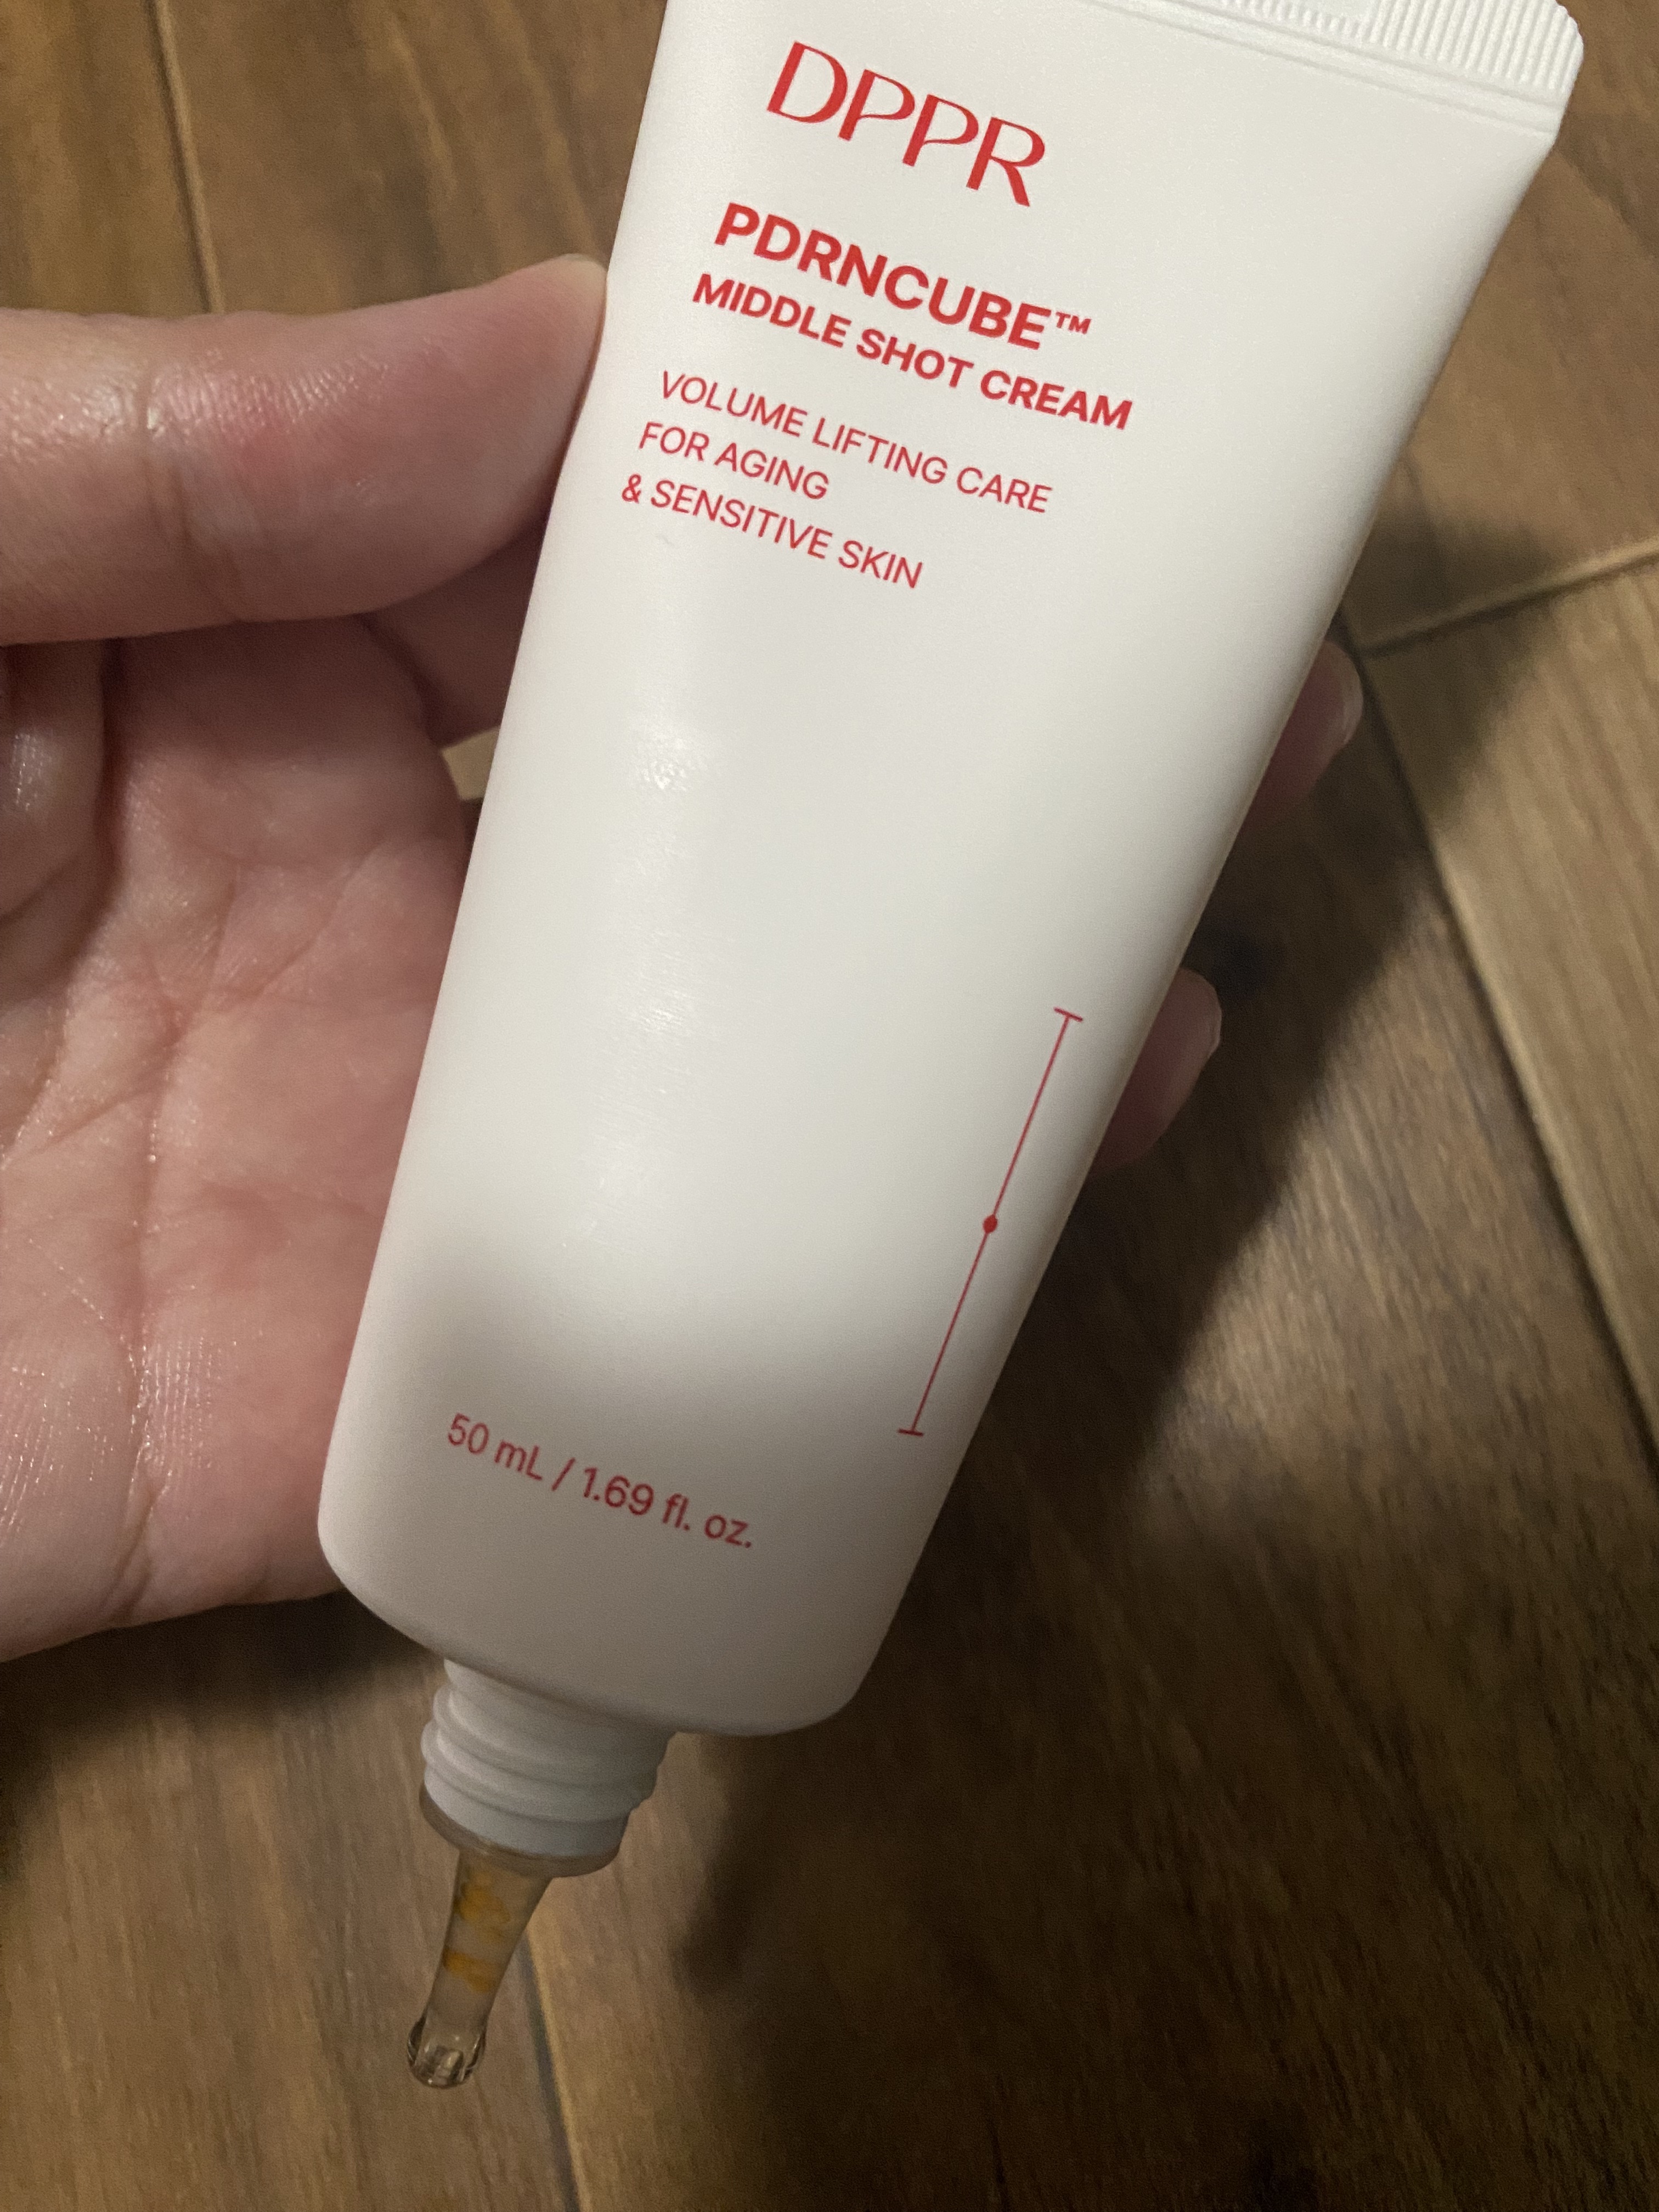 DPPR
PDRNCUBE™
MIDDLE SHOT CREAM
VOLUME LIFTING CARE
FOR AGING
& SENSITIVE SKIN
50 mL / 1.69 fl. oz.